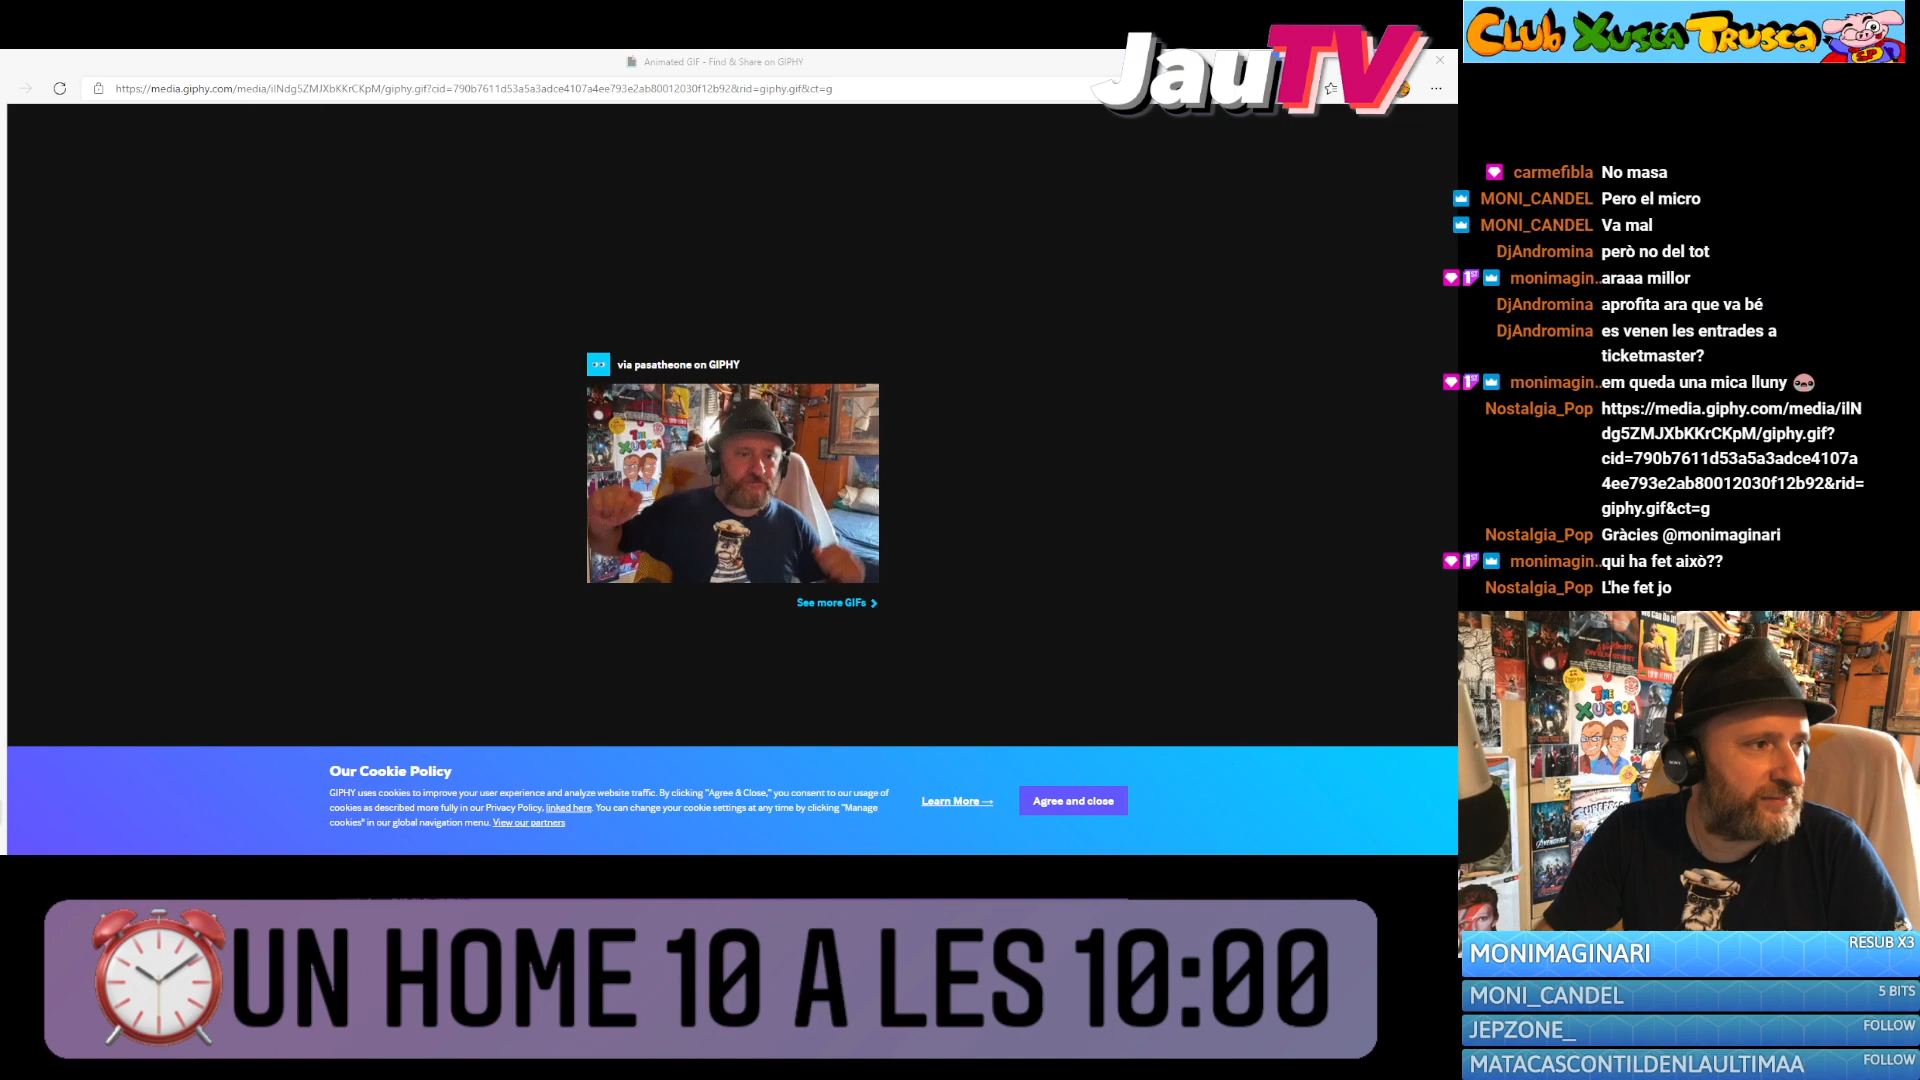 JauTV
Club Xusca Trusca
Animated GIF - Find & Share on GIPHY
https://media.giphy.com/media/ilNdg5ZMJXbKKrCKpM/giphy.gif?cid=790b7611d53a5a3adce4107a4ee793e2ab80012030f12b92&rid=giphy.gif&ct=g
via pasatheone on GIPHY
THE XUSCOS
See more GIFs
Our Cookie Policy
GIPHY uses cookies to improve your user experience and analyze website traffic. By clicking "Agree & Close," you consent to our usage of
cookies as described more fully in our Privacy Policy, linked here. You can change your cookie settings at any time by clicking "Manage
cookies" in our global navigation menu. View our partners
Learn More →
Agree and close
UN HOME 10 A LES 10:00
carmefibla No masa
MONI_CANDEL Pero el micro
MONI_CANDEL Va mal
DjAndromina però no del tot
monimagin.. araaa millor
DjAndromina aprofita ara que va bé
DjAndromina es venen les entrades a
ticketmaster?
monimagin.. em queda una mica lluny
Nostalgia_Pop https://media.giphy.com/media/ilN
dg5ZMJXbKKrCKpM/giphy.gif?
cid=790b7611d53a5a3adce4107a
4ee793e2ab80012030f12b92&rid=
giphy.gif&ct=g
Nostalgia_Pop Gràcies @monimaginari
monimagin.. qui ha fet això??
Nostalgia_Pop L'he fet jo
THE
XUSCOS
AVENGERS
SONY
MONIMAGINARI RESUB X3
MONI_CANDEL 5 BITS
JEPZONE_ FOLLOW
MATACASCONTILDENLAULTIMAA FOLLOW